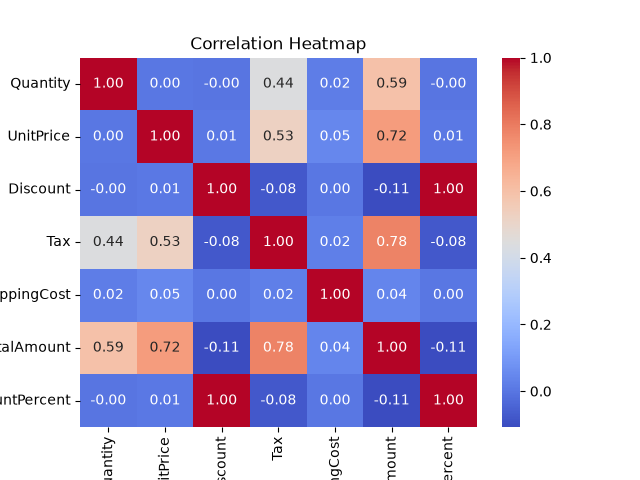 Correlation Heatmap
Quantity 1.00 0.00 -0.00 0.44 0.02 0.59 -0.00
UnitPrice 0.00 1.00 0.01 0.53 0.05 0.72 0.01
Discount -0.00 0.01 1.00 -0.08 0.00 -0.11 1.00
Tax 0.44 0.53 -0.08 1.00 0.02 0.78 -0.08
ppingCost 0.02 0.05 0.00 0.02 1.00 0.04 0.00
talAmount 0.59 0.72 -0.11 0.78 0.04 1.00 -0.11
untPercent -0.00 0.01 1.00 -0.08 0.00 -0.11 1.00
uantity
itPrice
scount
Tax
ngCost
mount
ercent
1.0
0.8
0.6
0.4
0.2
0.0